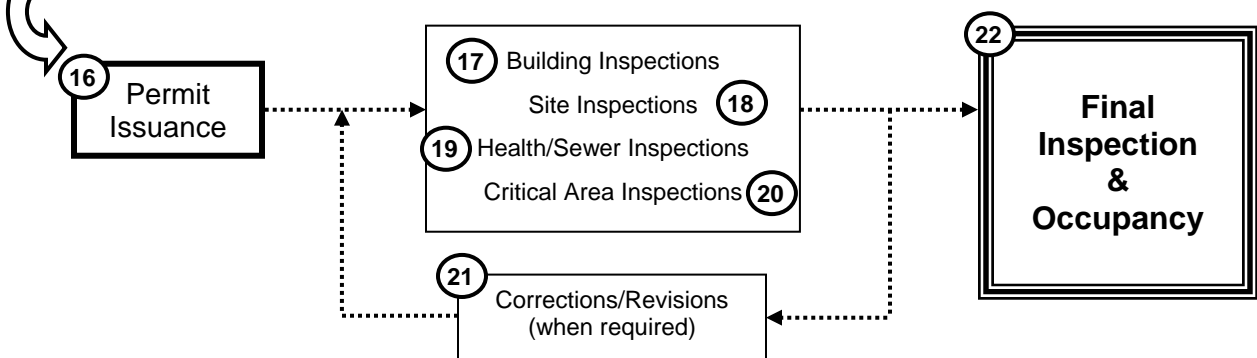 16
Permit
Issuance
17 Building Inspections
Site Inspections 18
19 Health/Sewer Inspections
Critical Area Inspections 20
21
Corrections/Revisions
(when required)
22
Final
Inspection
&
Occupancy